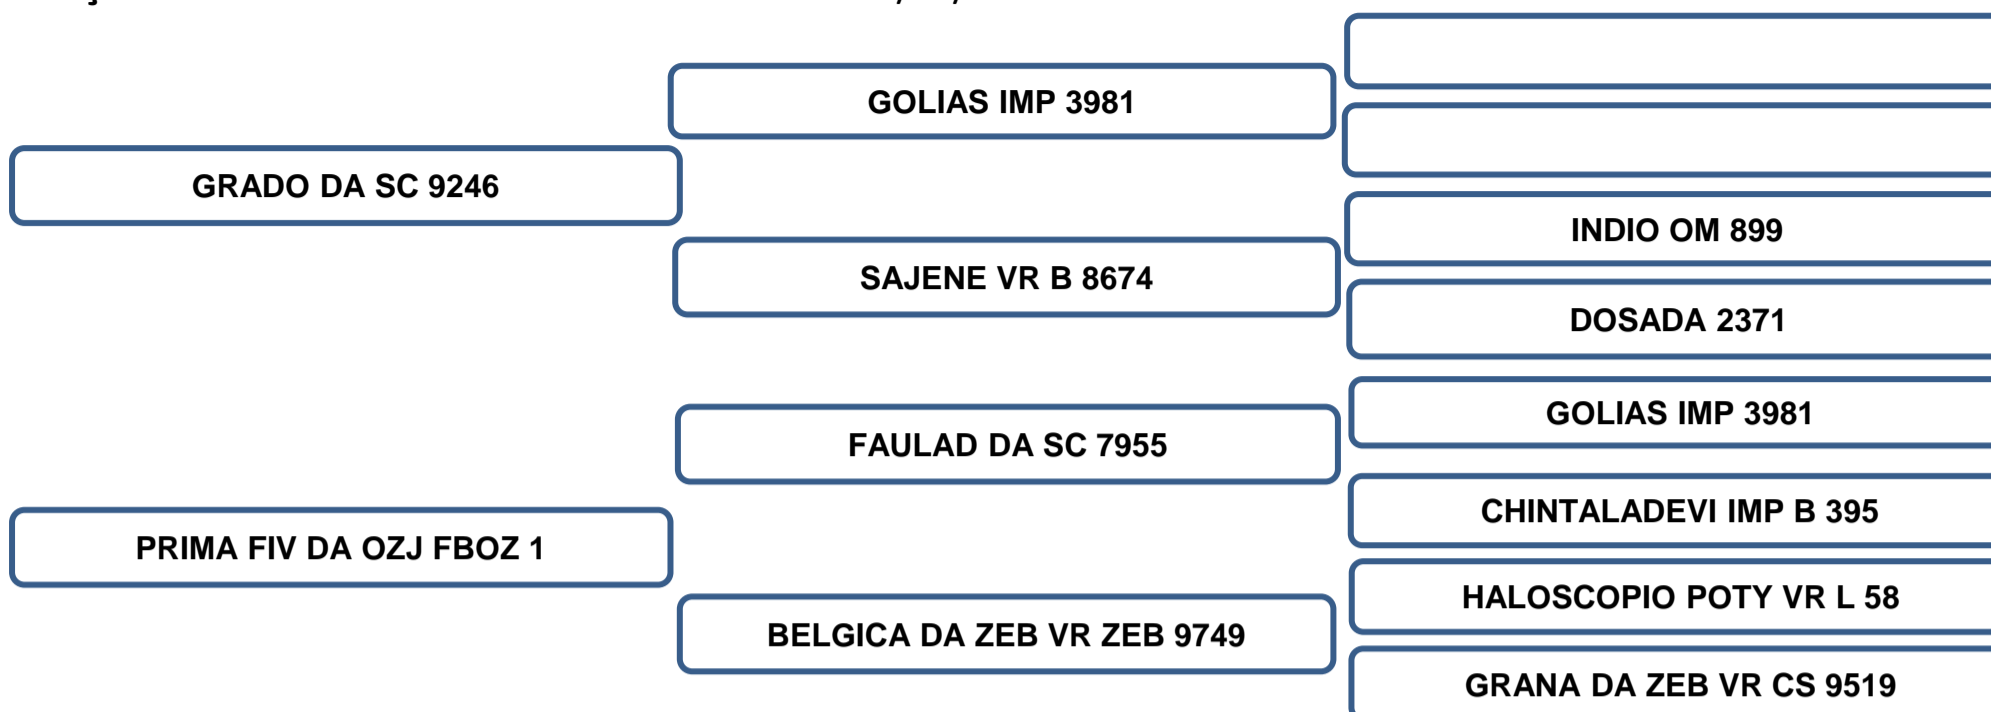 GOLIAS IMP 3981
GRADO DA SC 9246
INDIO OM 899
SAJENE VR B 8674
DOSADA 2371
GOLIAS IMP 3981
FAULAD DA SC 7955
CHINTALADEVI IMP B 395
PRIMA FIV DA OZJ FBOZ 1
HALOSCOPIO POTY VR L 58
BELGICA DA ZEB VR ZEB 9749
GRANA DA ZEB VR CS 9519